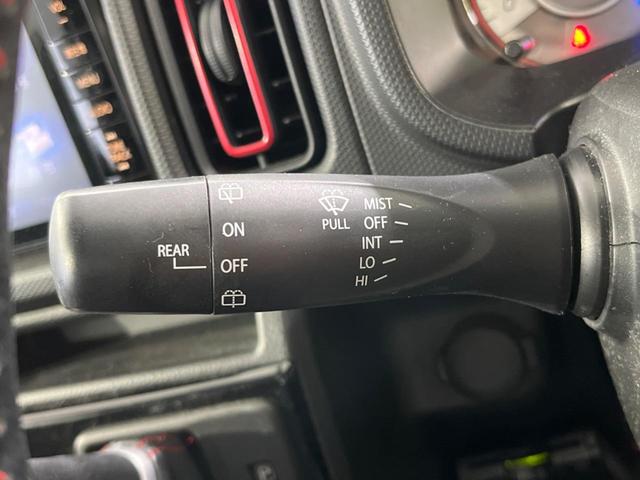 MIST
OFF
PULL
INT
LO
HI
ON
REAR
OFF